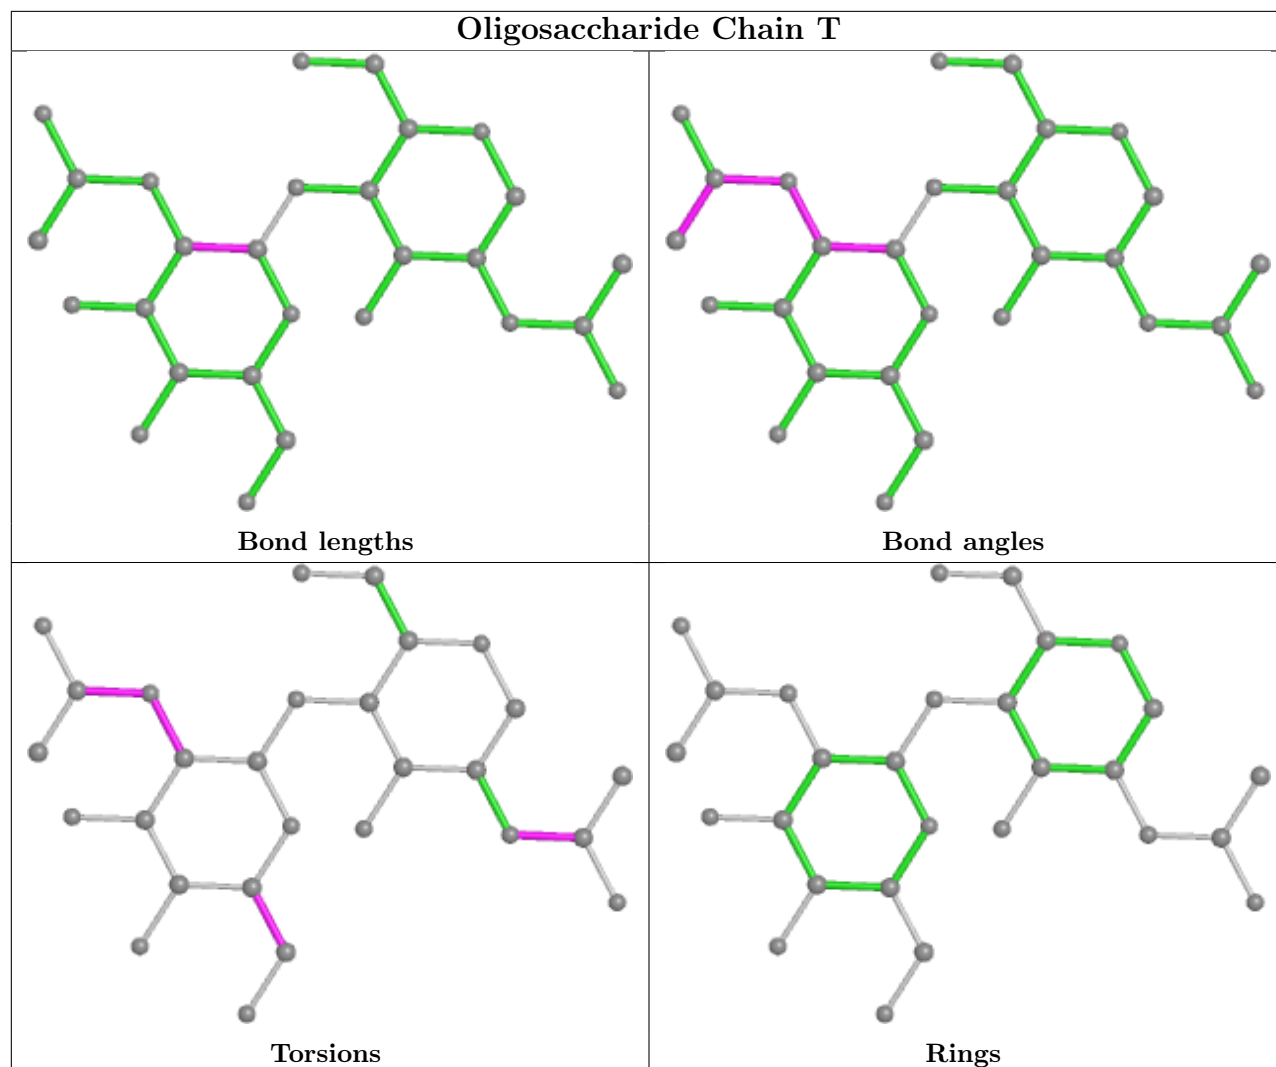 Oligosaccharide Chain T
Bond lengths
Bond angles
Torsions
Rings